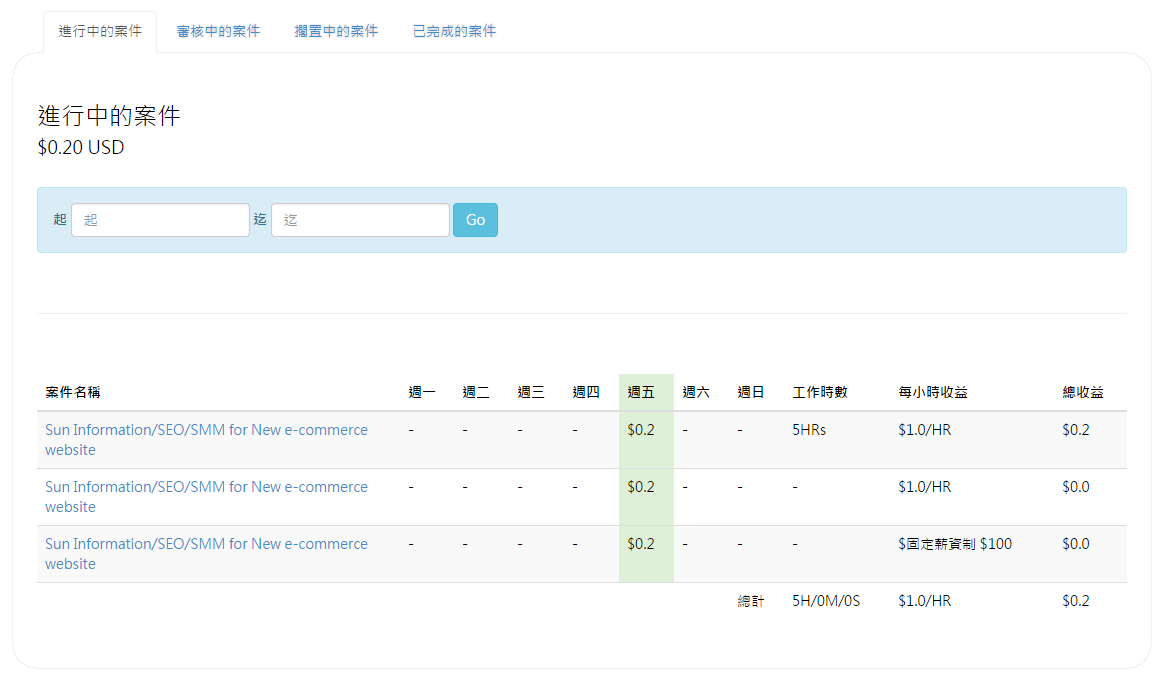 進行中的案件 審核中的案件 擱置中的案件 已完成的案件
進行中的案件
$0.20 USD
起 起 迄 迄 Go
案件名稱 週一 週二 週三 週四 週五 週六 週日 工作時數 每小時收益 總收益
Sun Information/SEO/SMM for New e-commerce - - - - $0.2 - - 5HRs $1.0/HR $0.2
website
Sun Information/SEO/SMM for New e-commerce - - - - $0.2 - - - $1.0/HR $0.0
website
Sun Information/SEO/SMM for New e-commerce - - - - $0.2 - - - $固定薪資制 $100 $0.0
website
總計 5H/0M/0S $1.0/HR $0.2